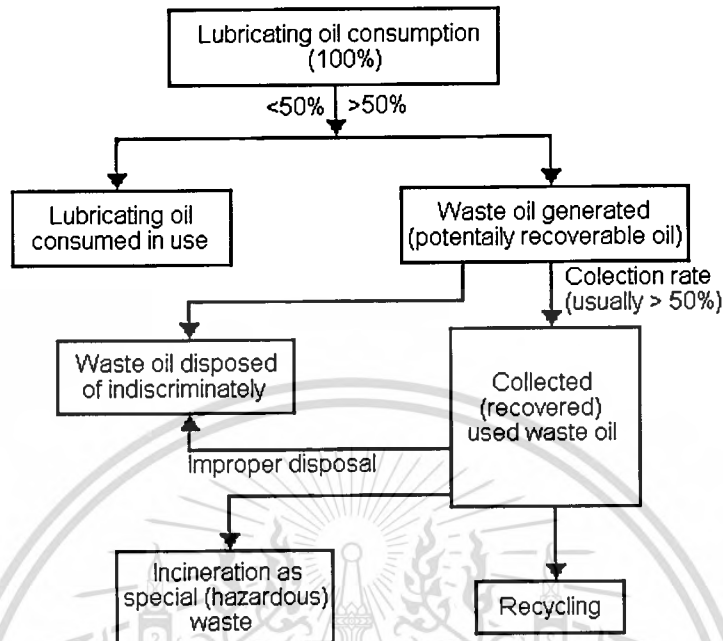 Lubricating oil consumption
(100%)
<50% >50%
Lubricating oil
consumed in use
Waste oil generated
(potentaily recoverable oil)
Colection rate
(usually > 50%)
Waste oil disposed
of indiscriminately
Collected
(recovered)
used waste oil
Improper disposal
Incineration as
special (hazardous)
waste
Recycling